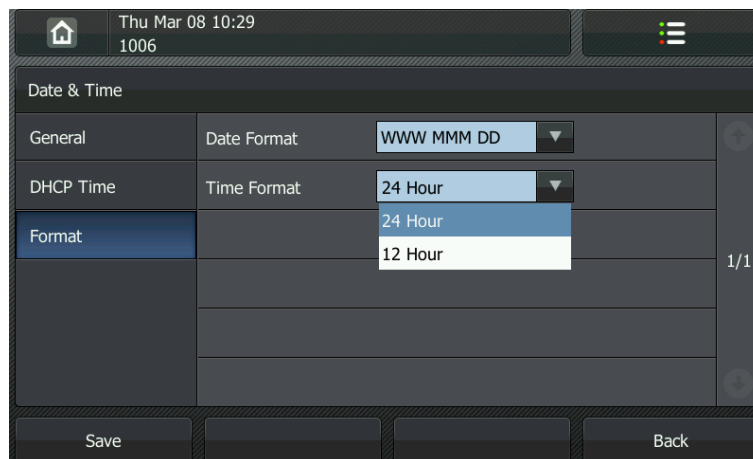 Thu Mar 08 10:29
1006
Date & Time
General
Date Format
WWW MMM DD
DHCP Time
Time Format
24 Hour
24 Hour
Format
12 Hour
1/1
Save
Back